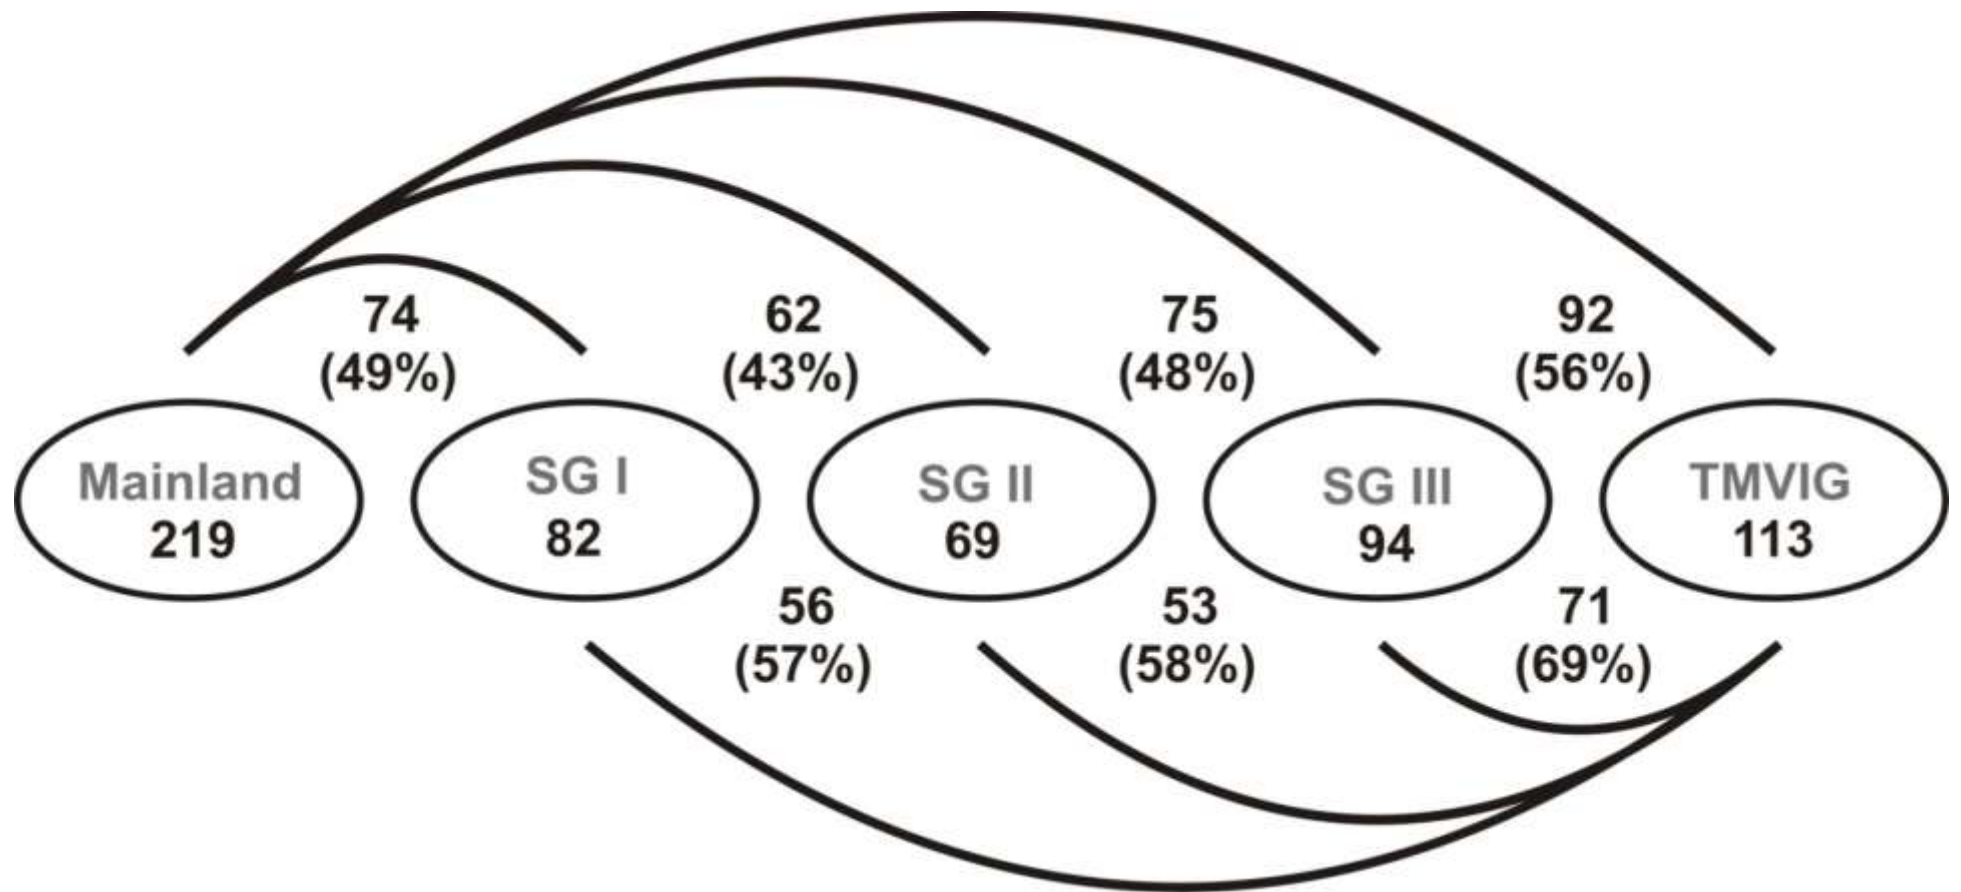 74 62 75 92
(49%) (43%) (48%) (56%)
Mainland SG I SG II SG III TMVIG
219 82 69 94 113
56 53 71
(57%) (58%) (69%)